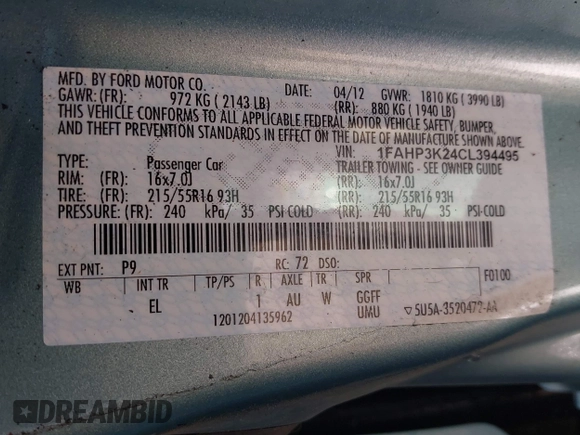 MFD. BY FORD MOTOR CO.
DATE: 04/12 GVWR: 1810 KG ( 3990 LB)
GAWR: (FR): 972 KG ( 2143 LB) (RR): 880 KG ( 1940 LB)
THIS VEHICLE CONFORMS TO ALL APPLICABLE FEDERAL MOTOR VEHICLE SAFETY, BUMPER,
AND THEFT PREVENTION STANDARDS IN EFFECT ON THE DATE OF MANUFACTURE SHOWN ABOVE.
VIN: 1FAHP3K24CL394495
TYPE: Passenger Car TRAILER TOWING - SEE OWNER GUIDE
RIM: (FR): 16x7.0J (RR): 16x7.0J
TIRE: (FR): 215/55R16 93H (RR): 215/55R16 93H
PRESSURE: (FR): 240 kPa/ 35 PSI-COLD (RR): 240 kPa/ 35 PSI-COLD
EXT PNT: P9 RC: 72 DSO: F0100
WB INT TR TP/PS R AXLE TR SPR
EL 1 AU W GGFF
1201204135962 UMU ▽5U5A-3520472-AA
DREAMBID